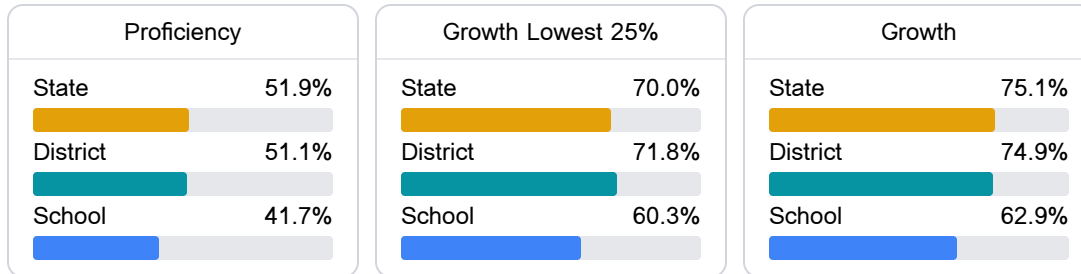 Proficiency
State 51.9%
District 51.1%
School 41.7%
Growth Lowest 25%
State 70.0%
District 71.8%
School 60.3%
Growth
State 75.1%
District 74.9%
School 62.9%